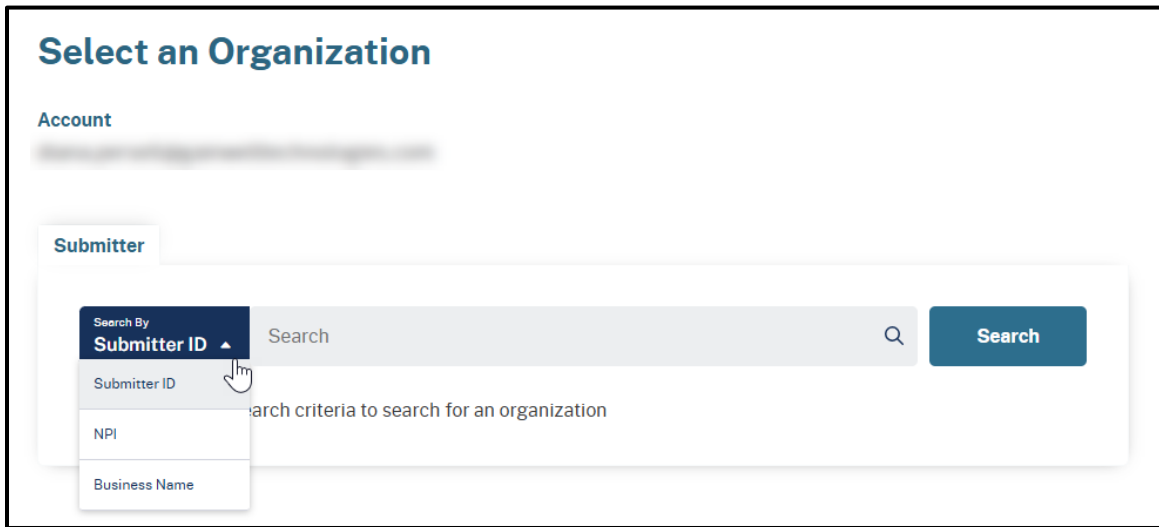 Select an Organization
Account
Submitter
Search By
Submitter ID
Search
Search
Submitter ID
criteria to search for an organization
NPI
Business Name